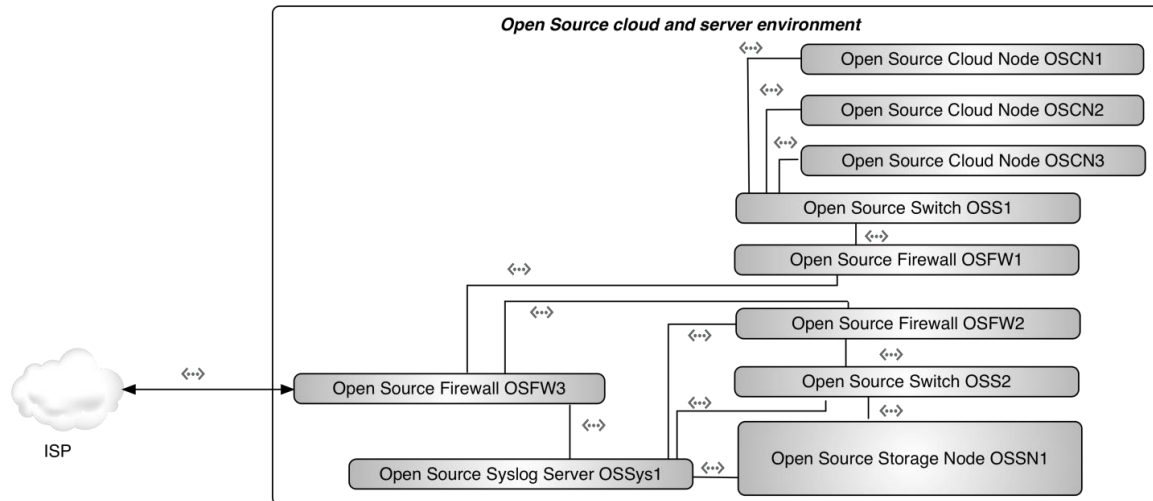 Open Source cloud and server environment
Open Source Cloud Node OSCN1
Open Source Cloud Node OSCN2
Open Source Cloud Node OSCN3
Open Source Switch OSS1
Open Source Firewall OSFW1
Open Source Firewall OSFW2
Open Source Switch OSS2
Open Source Firewall OSFW3
ISP
Open Source Syslog Server OSSys1
Open Source Storage Node OSSN1